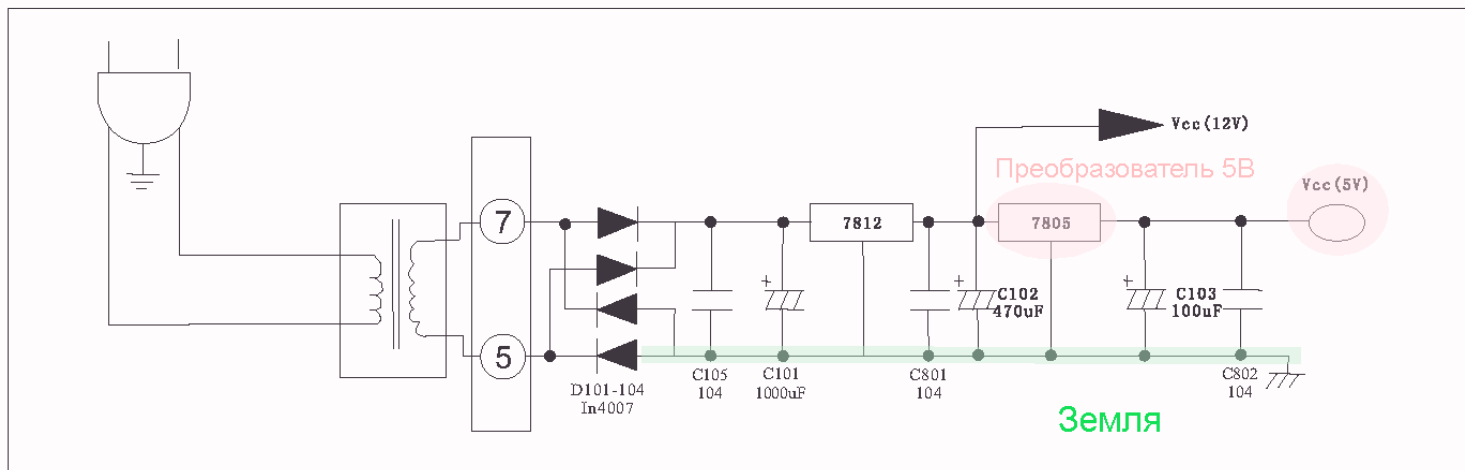 Vcc(12V)
Преобразователь 5В
Vcc(5V)
7
7812
7805
+
+
C102
470uF
+
C103
100uF
5
D101-104
In4007
C105
104
C101
1000uF
C801
104
C802
104
Земля